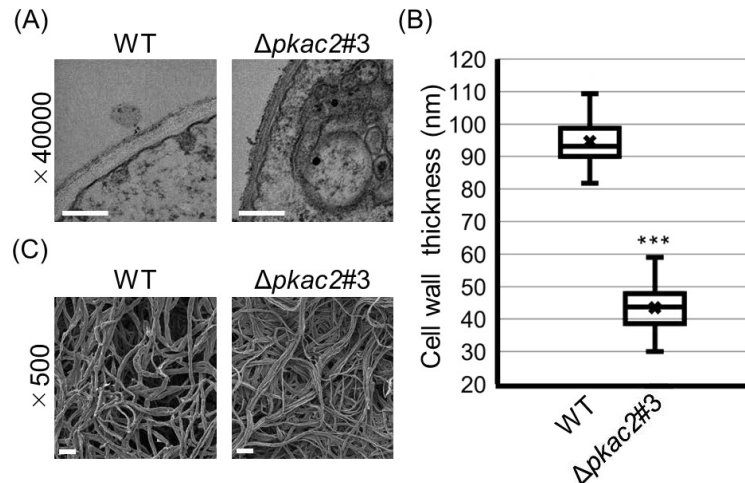 (A)
WT
Δpkac2#3
× 40000
(B)
Cell wall thickness (nm)
120
110
100
90
80
70
60
50
40
30
20
***
WT
Δpkac2#3
(C)
WT
Δpkac2#3
× 500